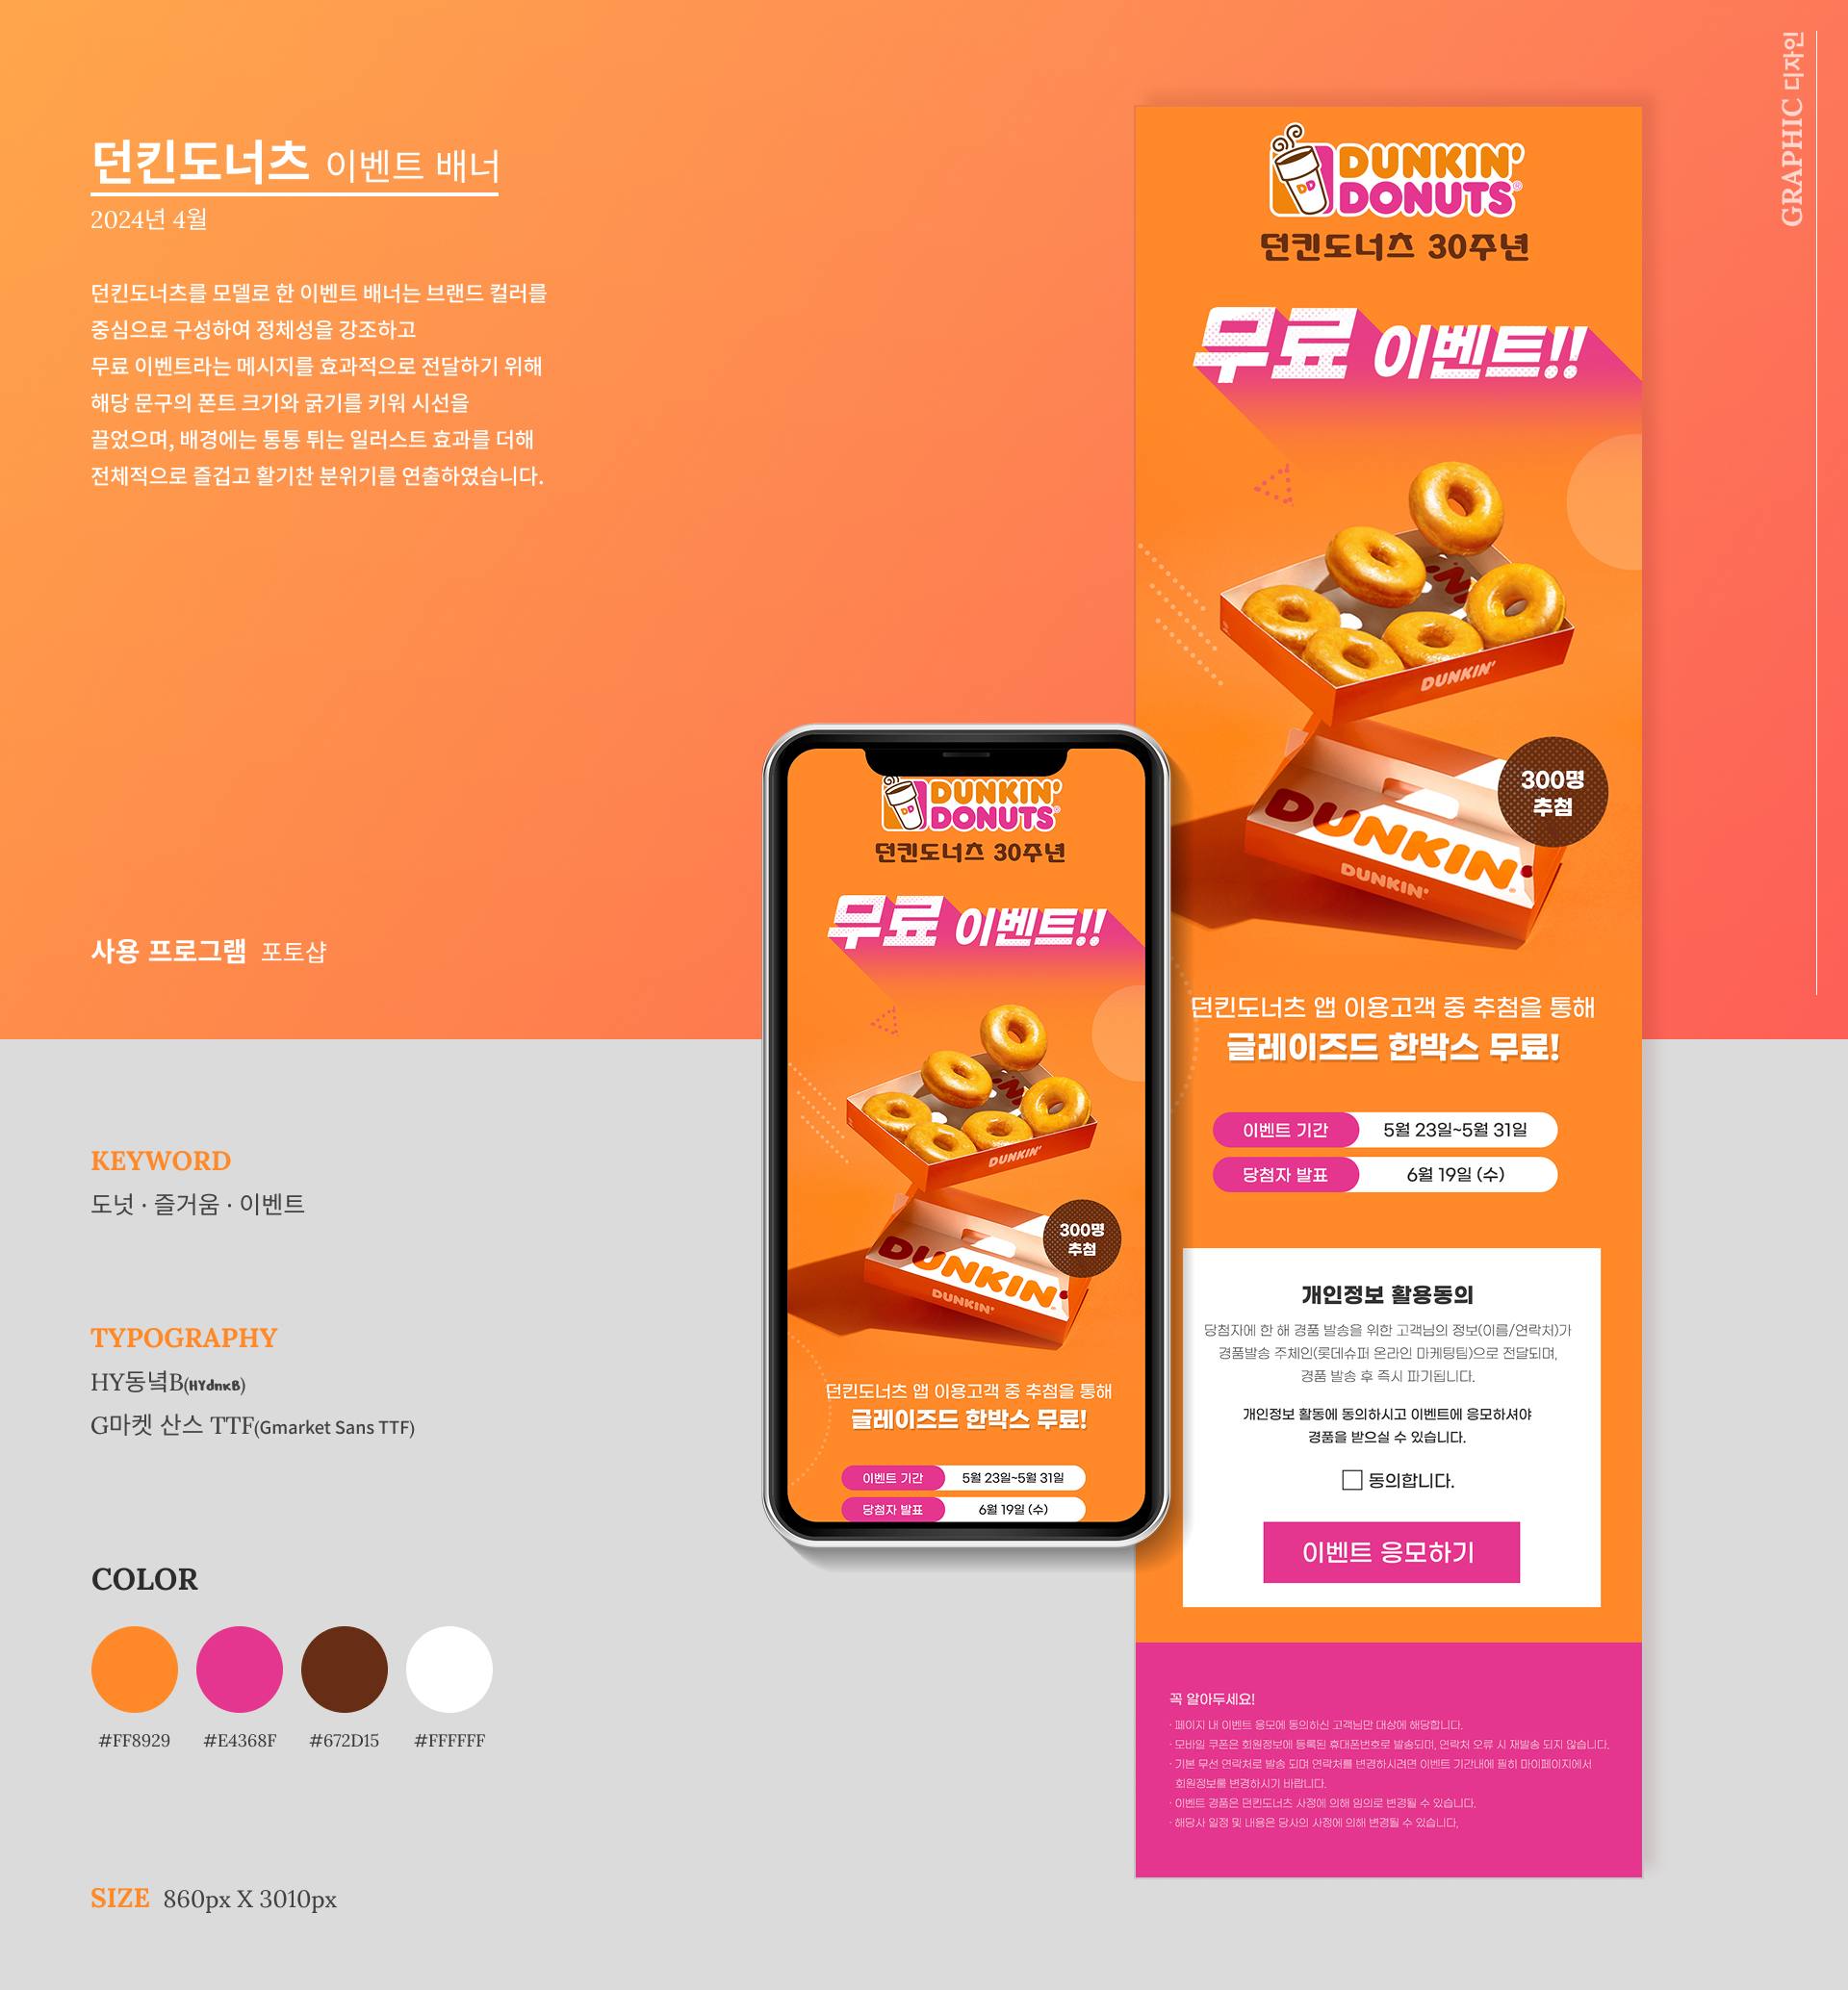 GRAPHIC 디자인
던킨도너츠 이벤트 배너
2024년 4월
던킨도너츠를 모델로 한 이벤트 배너는 브랜드 컬러를
중심으로 구성하여 정체성을 강조하고
무료 이벤트라는 메시지를 효과적으로 전달하기 위해
해당 문구의 폰트 크기와 굵기를 키워 시선을
끌었으며, 배경에는 통통 튀는 일러스트 효과를 더해
전체적으로 즐겁고 활기찬 분위기를 연출하였습니다.
사용 프로그램 포토샵
KEYWORD
도넛 · 즐거움 · 이벤트
TYPOGRAPHY
HY동녘B(HYdnkB)
G마켓 산스 TTF(Gmarket Sans TTF)
COLOR
#FF8929 #E4368F #672D15 #FFFFFF
SIZE 860px X 3010px
DD
DUNKIN'
DONUTS
던킨도너츠 30주년
무료 이벤트!!
DUNKIN'
DUNKIN'
DUNKIN'
300명
추첨
던킨도너츠 앱 이용고객 중 추첨을 통해
글레이즈드 한박스 무료!
이벤트 기간 5월 23일~5월 31일
당첨자 발표 6월 19일 (수)
DD
DUNKIN'
DONUTS®
던킨도너츠 30주년
무료 이벤트!!
DUNKIN'
DUNKIN'
DUNKIN'
300명
추첨
던킨도너츠 앱 이용고객 중 추첨을 통해
글레이즈드 한박스 무료!
이벤트 기간 5월 23일~5월 31일
당첨자 발표 6월 19일 (수)
개인정보 활용동의
당첨자에 한 해 경품 발송을 위한 고객님의 정보(이름/연락처)가
경품발송 주체인(롯데슈퍼 온라인 마케팅팀)으로 전달되며,
경품 발송 후 즉시 파기됩니다.
개인정보 활동에 동의하시고 이벤트에 응모하셔야
경품을 받으실 수 있습니다.
동의합니다.
이벤트 응모하기
꼭 알아두세요!
· 페이지 내 이벤트 응모에 동의하신 고객님만 대상에 해당합니다.
· 모바일 쿠폰은 회원정보에 등록된 휴대폰번호로 발송되며, 연락처 오류 시 재발송 되지 않습니다.
· 기본 무선 연락처로 발송 되며 연락처를 변경하시려면 이벤트 기간내에 필히 마이페이지에서
회원정보를 변경하시기 바랍니다.
· 이벤트 경품은 던킨도너츠 사정에 의해 임의로 변경될 수 있습니다.
· 해당사 일정 및 내용은 당사의 사정에 의해 변경될 수 있습니다.